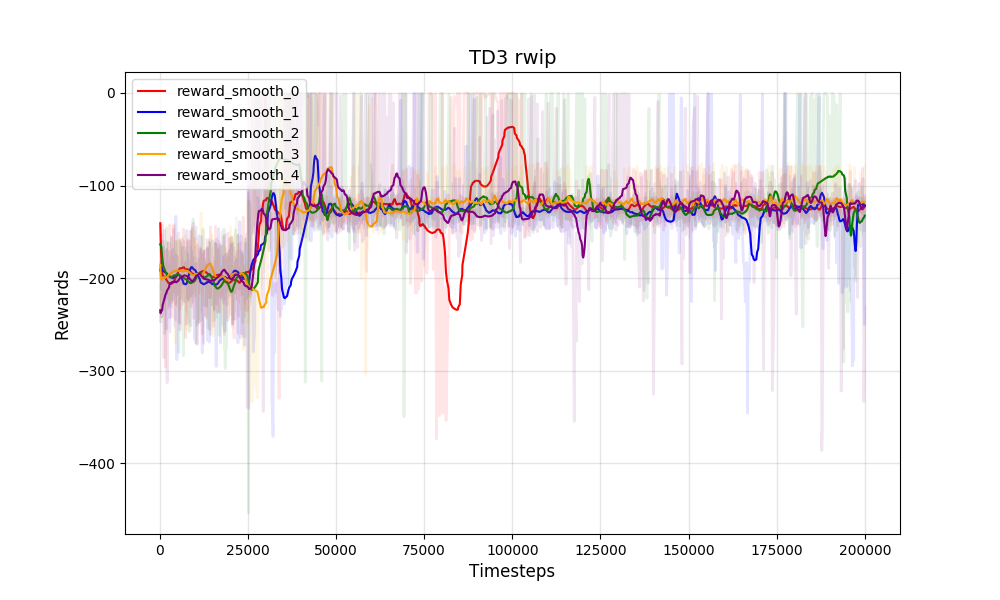 TD3 rwip
reward_smooth_0
reward_smooth_1
reward_smooth_2
reward_smooth_3
reward_smooth_4
Rewards
0
−100
−200
−300
−400
0 25000 50000 75000 100000 125000 150000 175000 200000
Timesteps